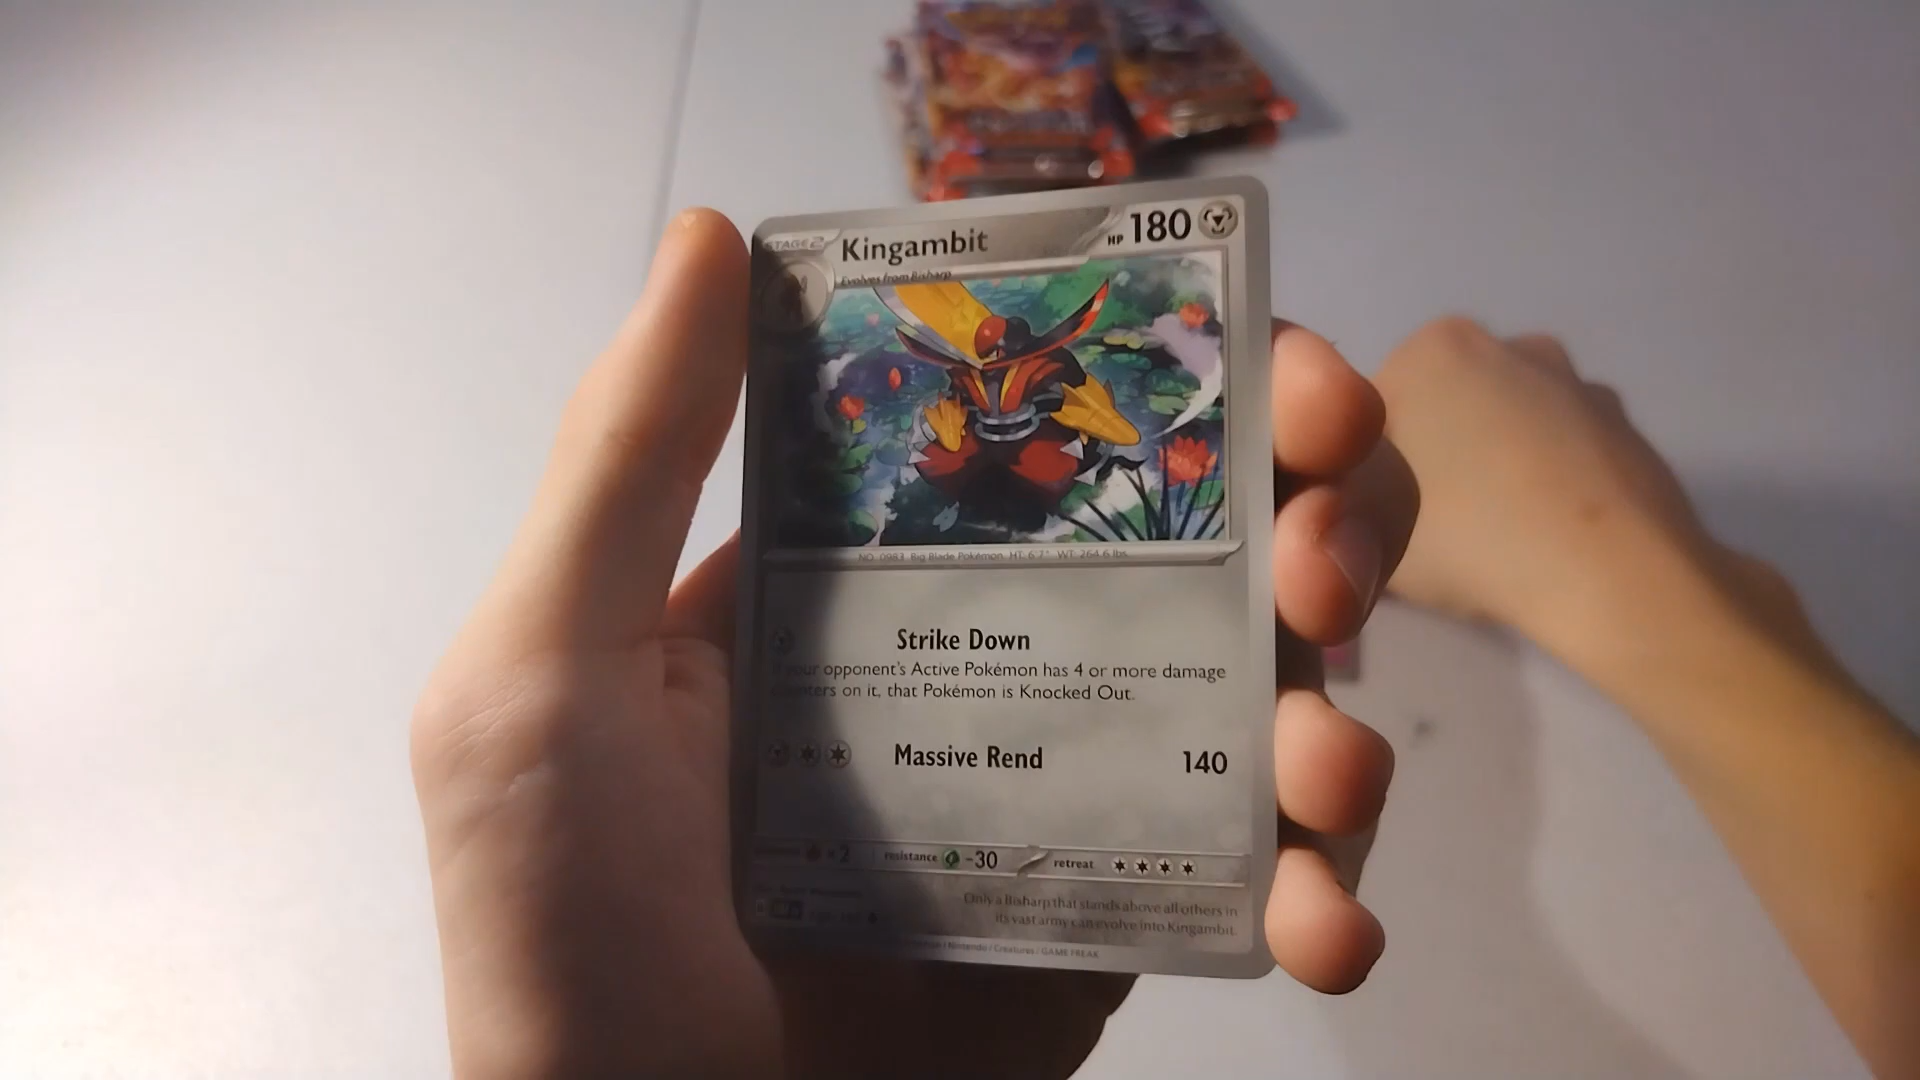 STAGE 2
Kingambit
HP 180
Evolves from Bisharp
NO. 0983 Big Blade Pokémon HT: 6'7" WT: 264.6 lbs.
Strike Down
If your opponent's Active Pokémon has 4 or more damage
counters on it, that Pokémon is Knocked Out.
Massive Rend 140
×2 resistance -30 retreat
Only a Bisharp that stands above all others in
its vast army can evolve into Kingambit.
/ Nintendo / Creatures / GAME FREAK